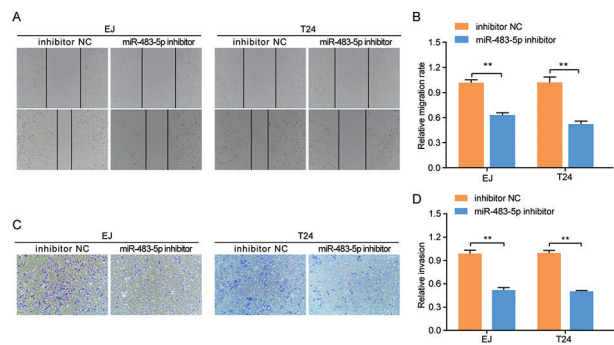 A
EJ
T24
inhibitor NC
miR-483-5p inhibitor
inhibitor NC
miR-483-5p inhibitor
B
inhibitor NC
miR-483-5p inhibitor
Relative migration rate
1.5
1.2
0.9
0.6
0.3
0.0
**
**
EJ
T24
C
EJ
T24
inhibitor NC
miR-483-5p inhibitor
inhibitor NC
miR-483-5p inhibitor
D
inhibitor NC
miR-483-5p inhibitor
Relative invasion
1.5
1.2
0.9
0.6
0.3
0.0
**
**
EJ
T24